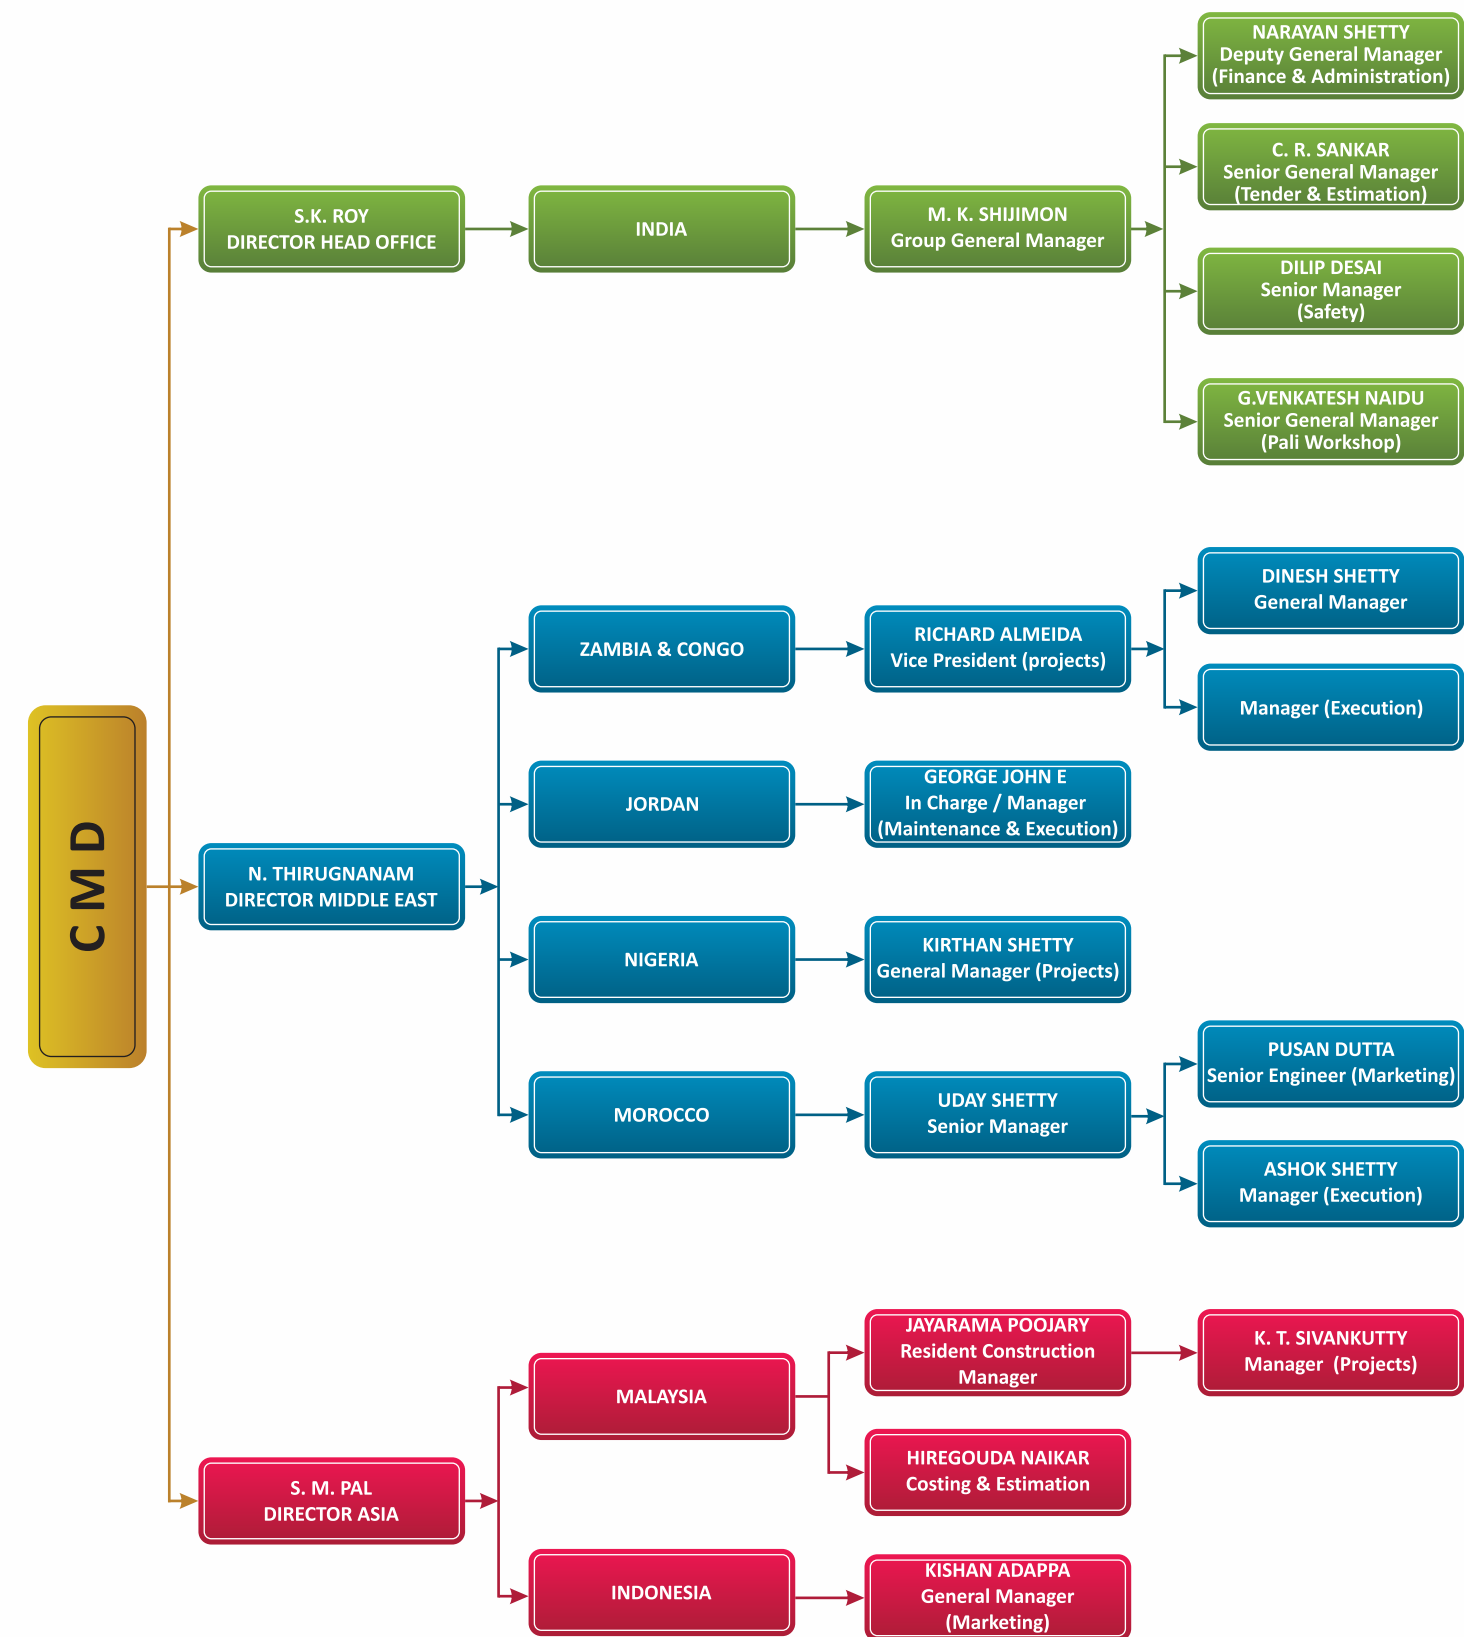 C M D
S.K. ROY
DIRECTOR HEAD OFFICE
INDIA
M. K. SHIJIMON
Group General Manager
NARAYAN SHETTY
Deputy General Manager
(Finance & Administration)
C. R. SANKAR
Senior General Manager
(Tender & Estimation)
DILIP DESAI
Senior Manager
(Safety)
G.VENKATESH NAIDU
Senior General Manager
(Pali Workshop)
N. THIRUGNANAM
DIRECTOR MIDDLE EAST
ZAMBIA & CONGO
RICHARD ALMEIDA
Vice President (projects)
DINESH SHETTY
General Manager
Manager (Execution)
JORDAN
GEORGE JOHN E
In Charge / Manager
(Maintenance & Execution)
NIGERIA
KIRTHAN SHETTY
General Manager (Projects)
MOROCCO
UDAY SHETTY
Senior Manager
PUSAN DUTTA
Senior Engineer (Marketing)
ASHOK SHETTY
Manager (Execution)
S. M. PAL
DIRECTOR ASIA
MALAYSIA
JAYARAMA POOJARY
Resident Construction
Manager
K. T. SIVANKUTTY
Manager  (Projects)
HIREGOUDA NAIKAR
Costing & Estimation
INDONESIA
KISHAN ADAPPA
General Manager
(Marketing)